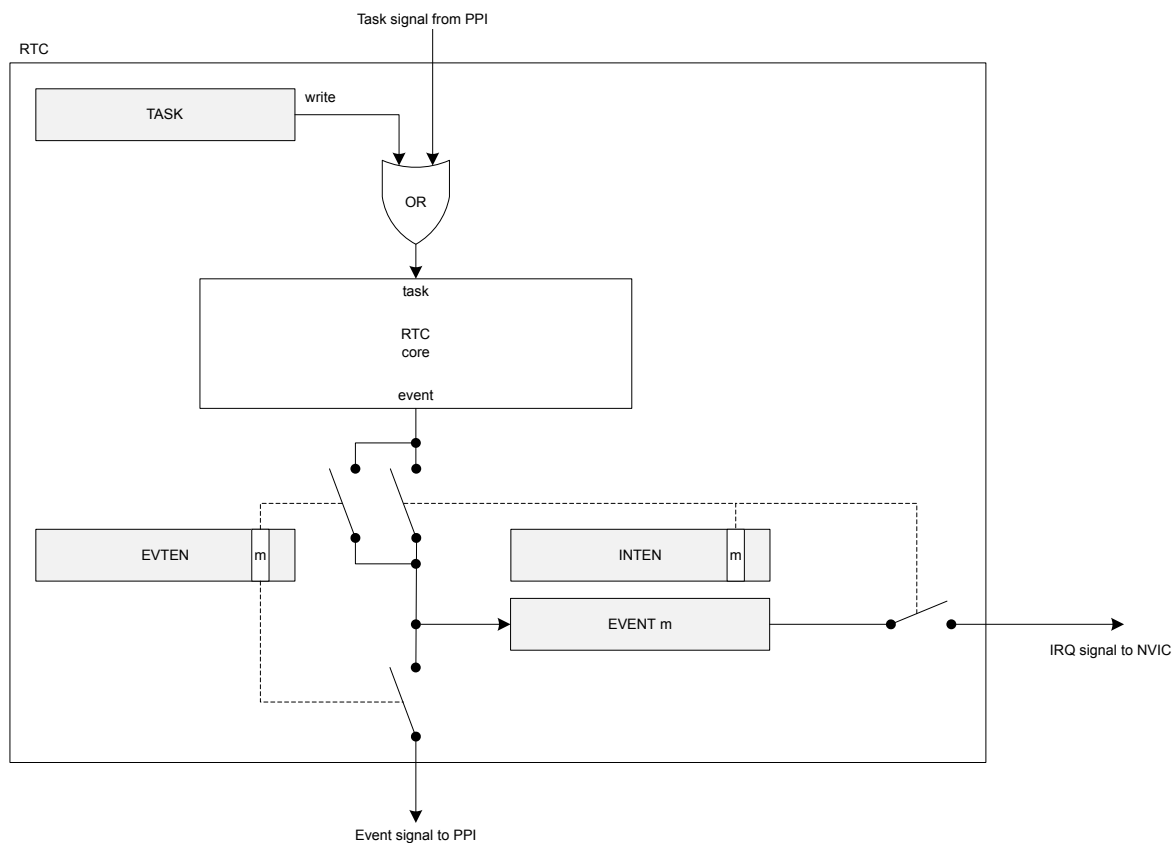 Task signal from PPI
RTC
write
TASK
OR
task
RTC
core
event
EVTEN
m
INTEN
m
EVENT m
IRQ signal to NVIC
Event signal to PPI